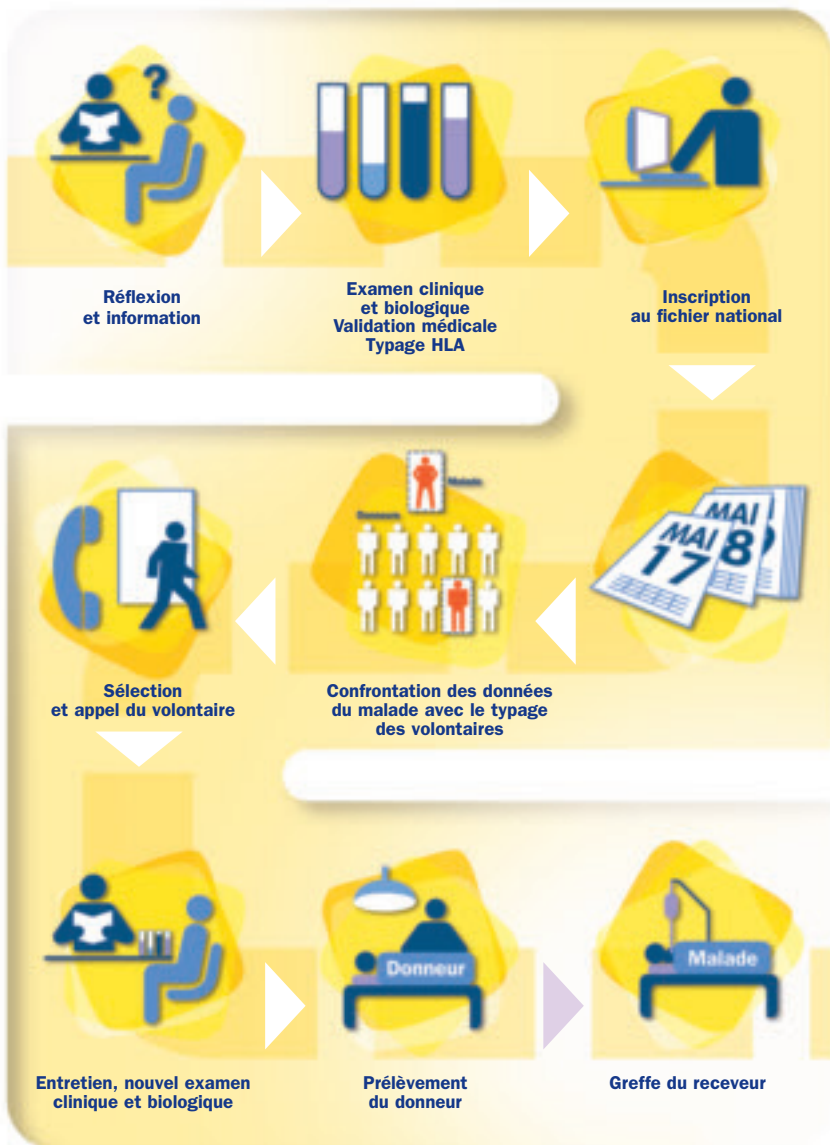 ?
Réflexion
et information
Examen clinique
et biologique
Validation médicale
Typage HLA
Inscription
au fichier national
MAI
17
MAI
8
Malade
Donneurs
Confrontation des données
du malade avec le typage
des volontaires
Sélection
et appel du volontaire
Entretien, nouvel examen
clinique et biologique
Donneur
Prélèvement
du donneur
Malade
Greffe du receveur